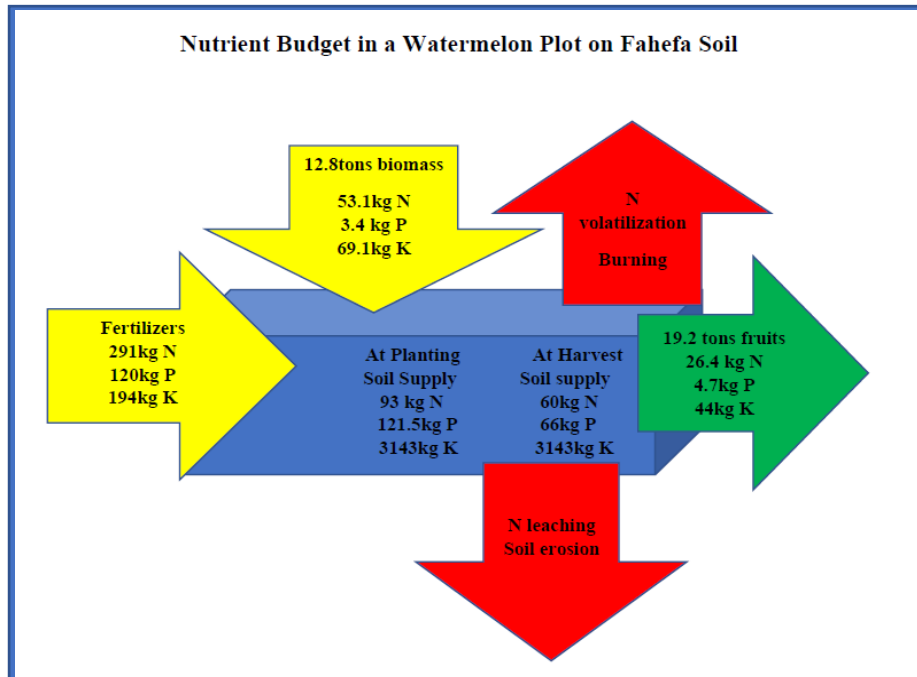 Nutrient Budget in a Watermelon Plot on Fahefa Soil
12.8tons biomass
53.1kg N
3.4 kg P
69.1kg K
N
volatilization
Burning
Fertilizers
291kg N
120kg P
194kg K
At Planting
Soil Supply
93 kg N
121.5kg P
3143kg K
At Harvest
Soil supply
60kg N
66kg P
3143kg K
19.2 tons fruits
26.4 kg N
4.7kg P
44kg K
N leaching
Soil erosion